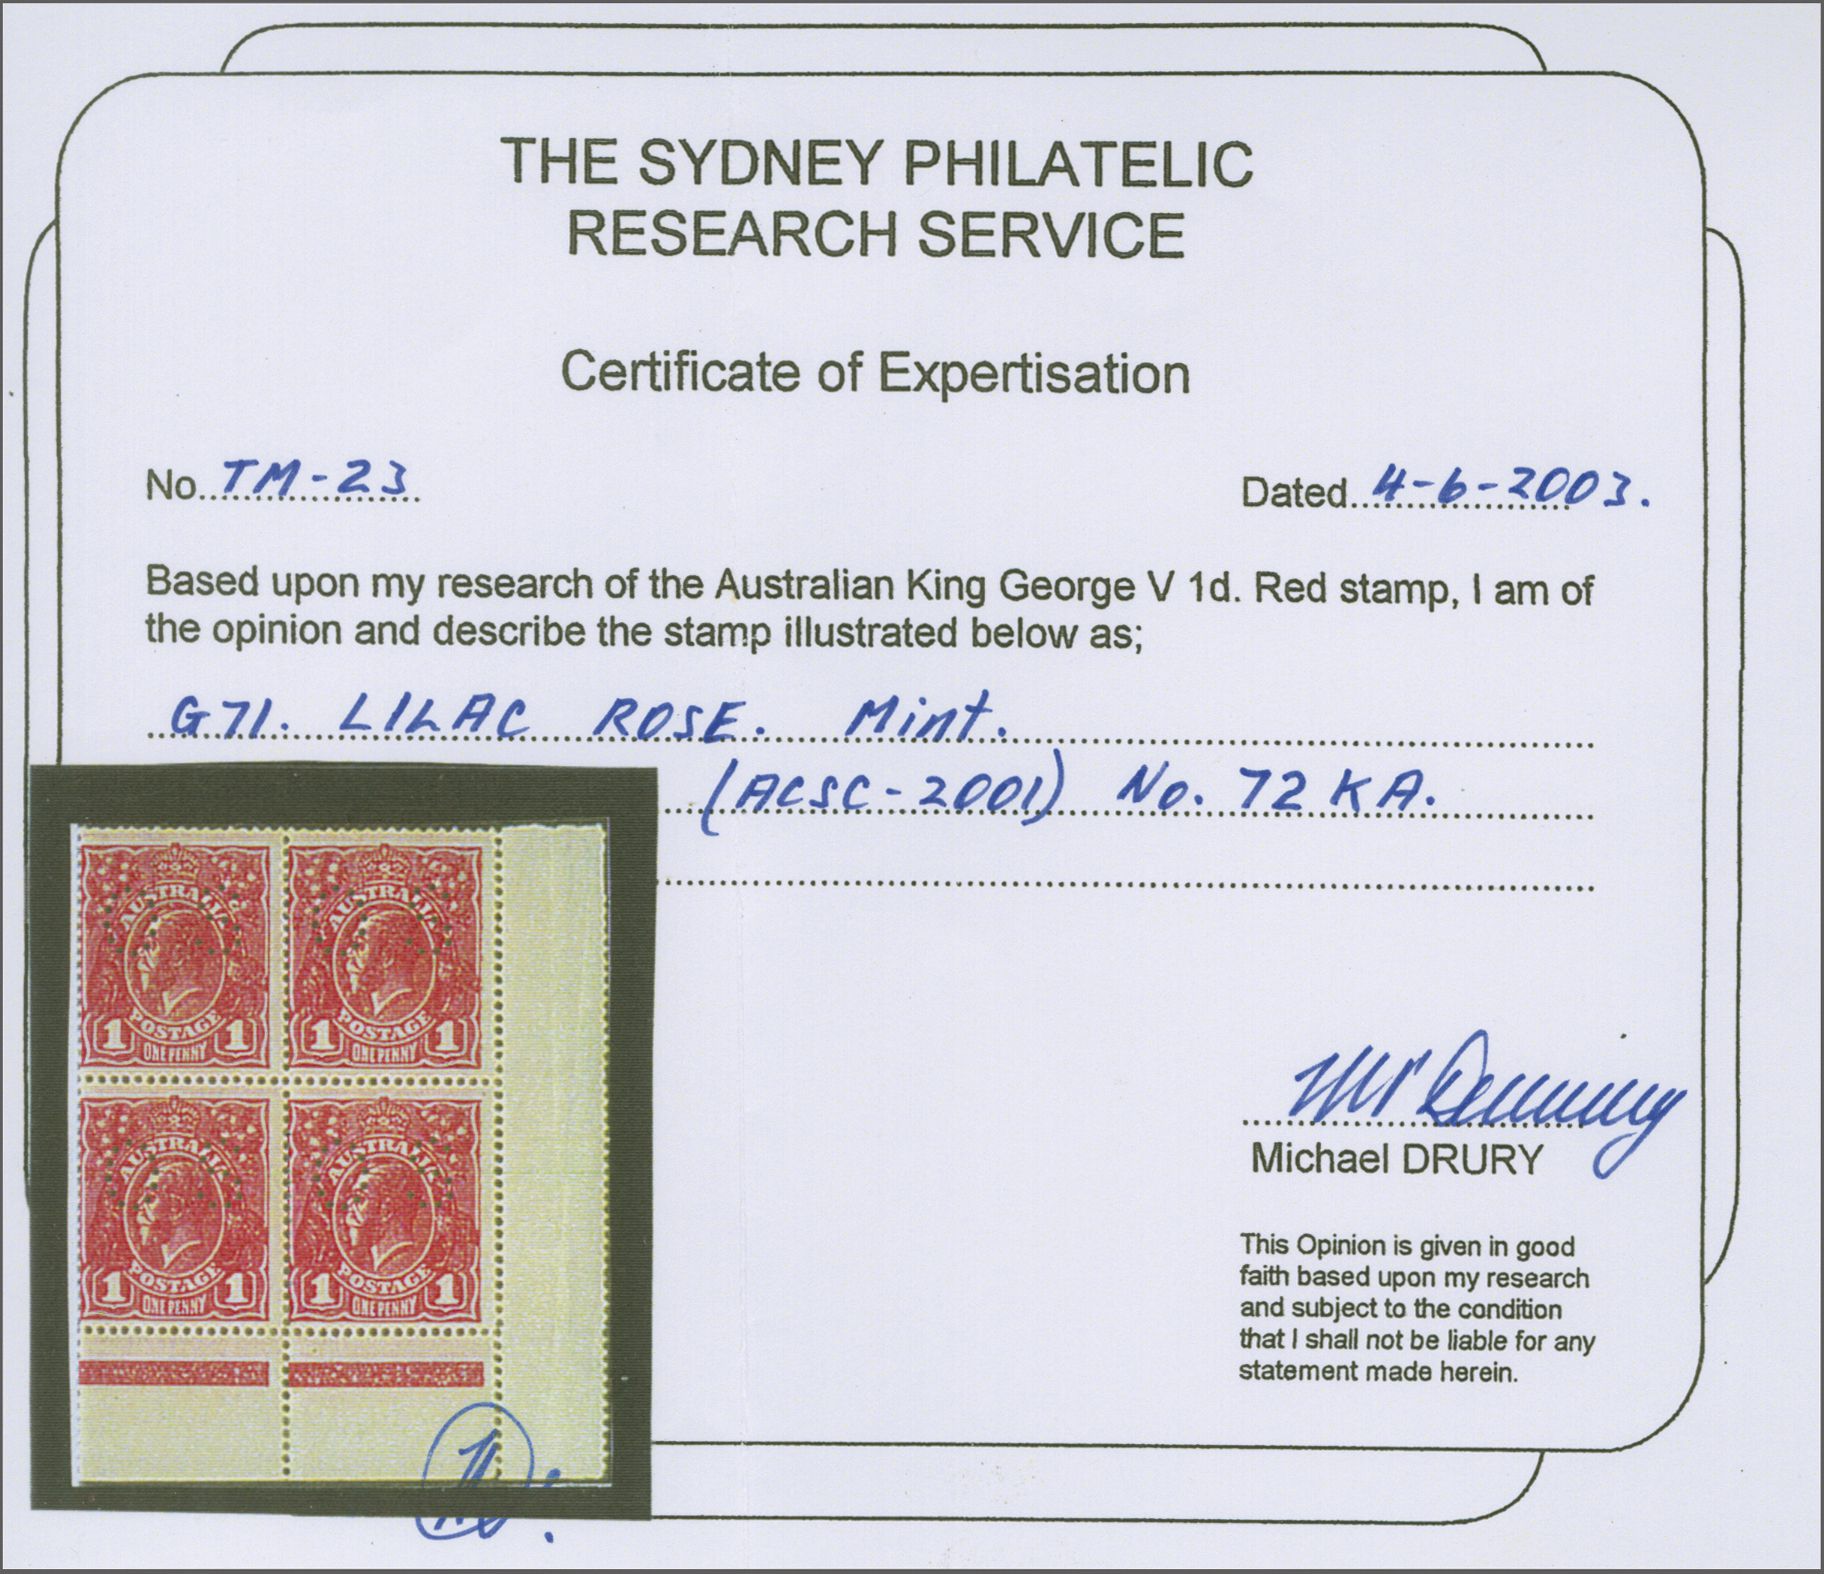 THE SYDNEY PHILATELIC
RESEARCH SERVICE
Certificate of Expertisation
No. TM-23
Dated 4-6-2003.
Based upon my research of the Australian King George V 1d. Red stamp, I am of
the opinion and describe the stamp illustrated below as;
G71. LILAC ROSE. Mint.
(ACSC-2001) No. 72 KA.
AUSTRALIA AUSTRALIA
1 POSTAGE 1 1 POSTAGE 1
ONE PENNY ONE PENNY
AUSTRALIA AUSTRALIA
1 POSTAGE 1 1 POSTAGE 1
ONE PENNY ONE PENNY
Michael DRURY
This Opinion is given in good
faith based upon my research
and subject to the condition
that I shall not be liable for any
statement made herein.